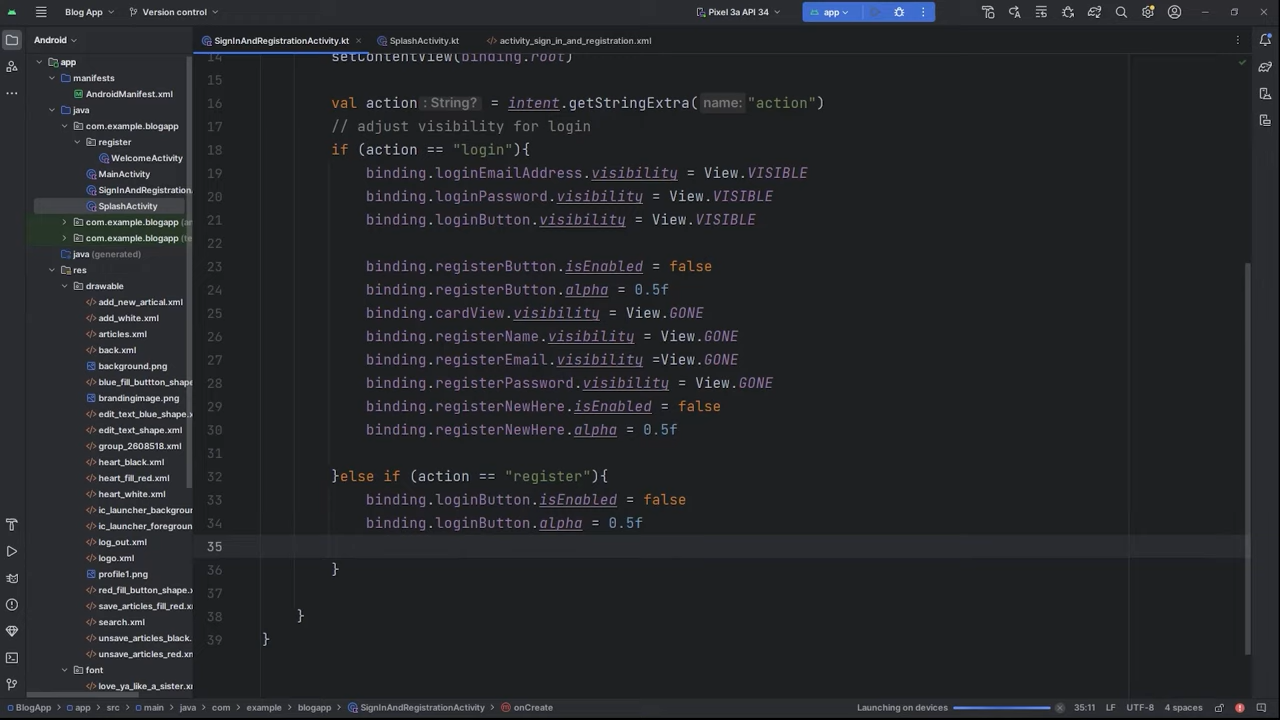 Blog App
Version control
Pixel 3a API 34
app
Android
SignInAndRegistrationActivity.kt
SplashActivity.kt
activity_sign_in_and_registration.xml
app
manifests
AndroidManifest.xml
java
com.example.blogapp
register
WelcomeActivity
MainActivity
SignInAndRegistration
SplashActivity
com.example.blogapp (
com.example.blogapp (te
java (generated)
res
drawable
add_new_artical.xml
add_white.xml
articles.xml
back.xml
background.png
blue_fill_buttton_shape
brandingimage.png
edit_text_blue_shape.
edit_text_shape.xml
group_2608518.xml
heart_black.xml
heart_fill_red.xml
heart_white.xml
ic_launcher_backgroun
ic_launcher_foregroun
log_out.xml
logo.xml
profile1.png
red_fill_button_shape.x
save_articles_fill_red.xm
search.xml
unsave_articles_black.
unsave_articles_red.xml
font
love_ya_like_a_sister.x
14 setContentView(binding.root)
15
16 val action : String? = intent.getStringExtra( name: "action")
17 // adjust visibility for login
18 if (action == "login"){
19 binding.loginEmailAddress.visibility = View.VISIBLE
20 binding.loginPassword.visibility = View.VISIBLE
21 binding.loginButton.visibility = View.VISIBLE
22
23 binding.registerButton.isEnabled = false
24 binding.registerButton.alpha = 0.5f
25 binding.cardView.visibility = View.GONE
26 binding.registerName.visibility = View.GONE
27 binding.registerEmail.visibility =View.GONE
28 binding.registerPassword.visibility = View.GONE
29 binding.registerNewHere.isEnabled = false
30 binding.registerNewHere.alpha = 0.5f
31
32 }else if (action == "register"){
33 binding.loginButton.isEnabled = false
34 binding.loginButton.alpha = 0.5f
35
36 }
37
38 }
39 }
BlogApp > app > src > main > java > com > example > blogapp > SignInAndRegistrationActivity > onCreate
Launching on devices
35:11 LF UTF-8 4 spaces